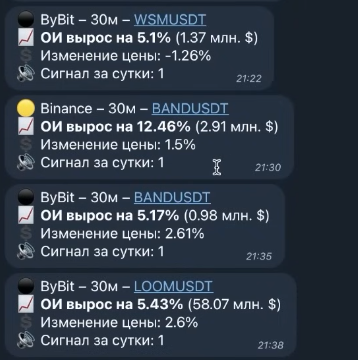 ByBit – 30м – WSMUSDT
ОИ вырос на 5.1% (1.37 млн. $)
Изменение цены: -1.26%
Сигнал за сутки: 1
21:22
Binance – 30м – BANDUSDT
ОИ вырос на 12.46% (2.91 млн. $)
Изменение цены: 1.5%
Сигнал за сутки: 1
21:30
ByBit – 30м – BANDUSDT
ОИ вырос на 5.17% (0.98 млн. $)
Изменение цены: 2.61%
Сигнал за сутки: 1
21:35
ByBit – 30м – LOOMUSDT
ОИ вырос на 5.43% (58.07 млн. $)
Изменение цены: 2.6%
Сигнал за сутки: 1
21:38